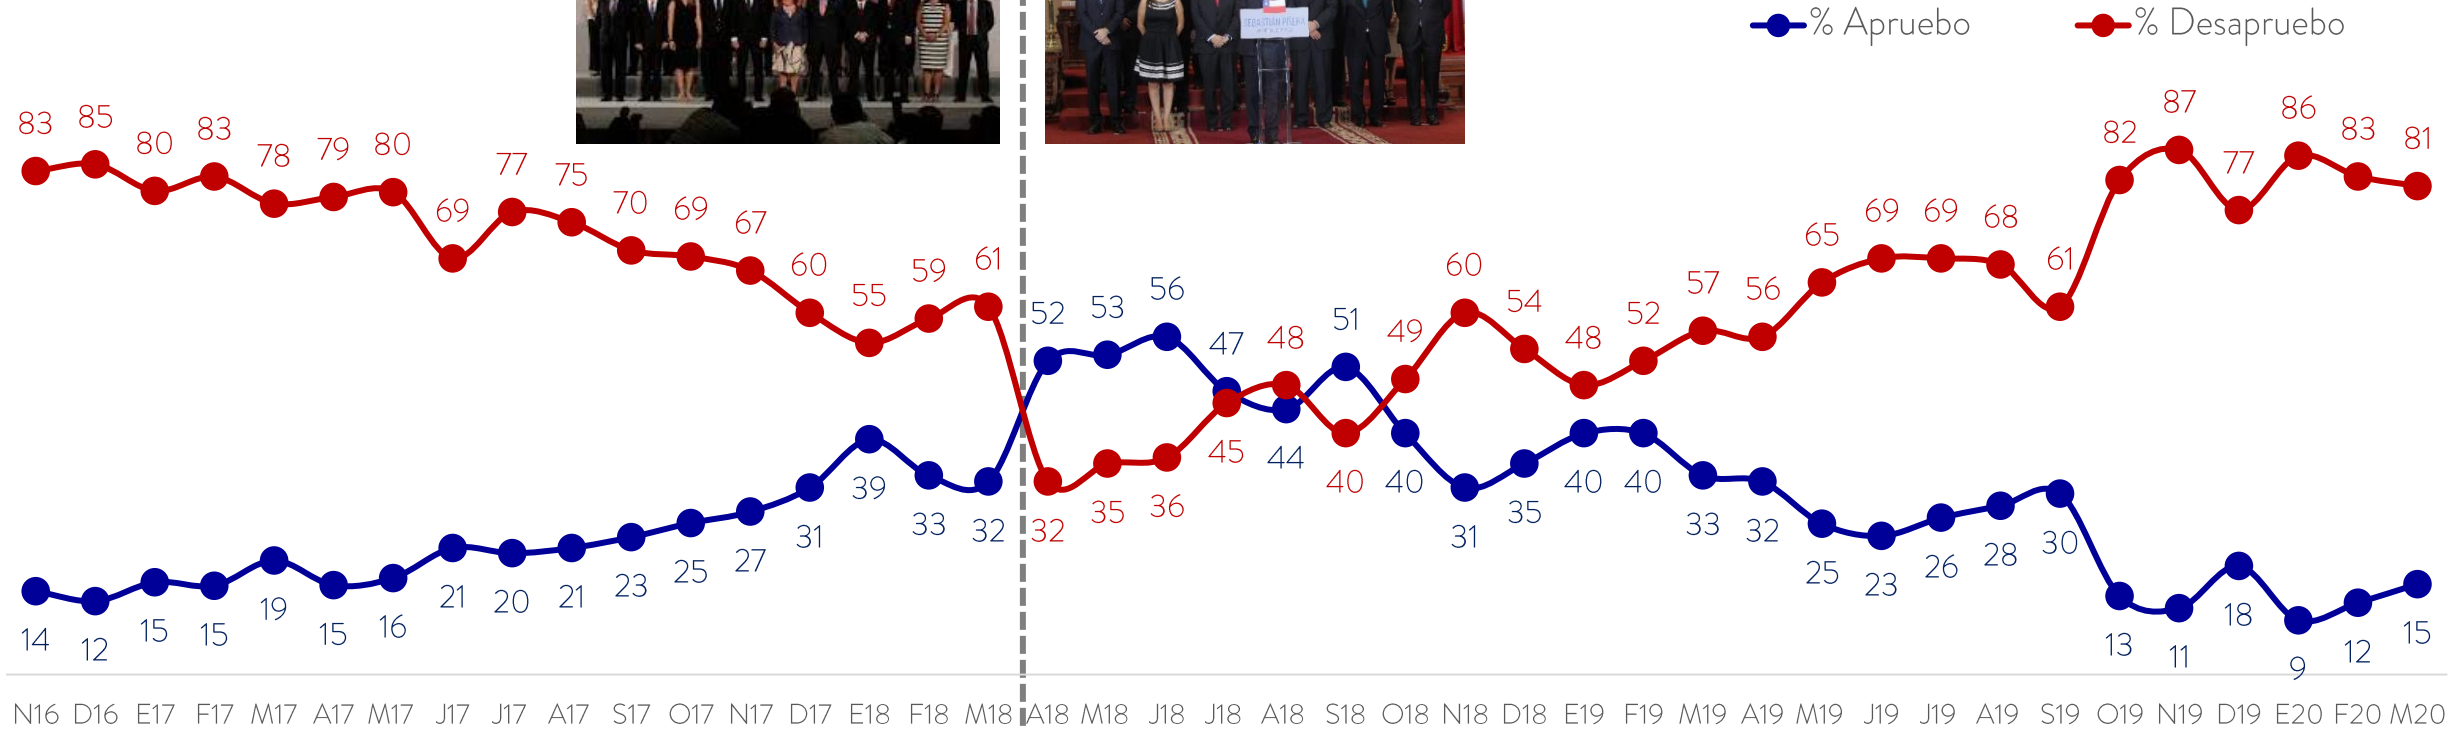 SEBASTIÁN PIÑERA
% Apruebo % Desapruebo
83 85 80 83 78 79 80 69 77 75 70 69 67 60 55 59 61
52 53 56 47 48 51 49 60 54 48 52 57 56 65 69 69 68 61 82 87 77 86 83 81
14 12 15 15 19 15 16 21 20 21 23 25 27 31 39 33 32
32 35 36 45 44 40 40 31 35 40 40 33 32 25 23 26 28 30 13 11 18 9 12 15
N16 D16 E17 F17 M17 A17 M17 J17 J17 A17 S17 O17 N17 D17 E18 F18 M18 A18 M18 J18 J18 A18 S18 O18 N18 D18 E19 F19 M19 A19 M19 J19 J19 A19 S19 O19 N19 D19 E20 F20 M20